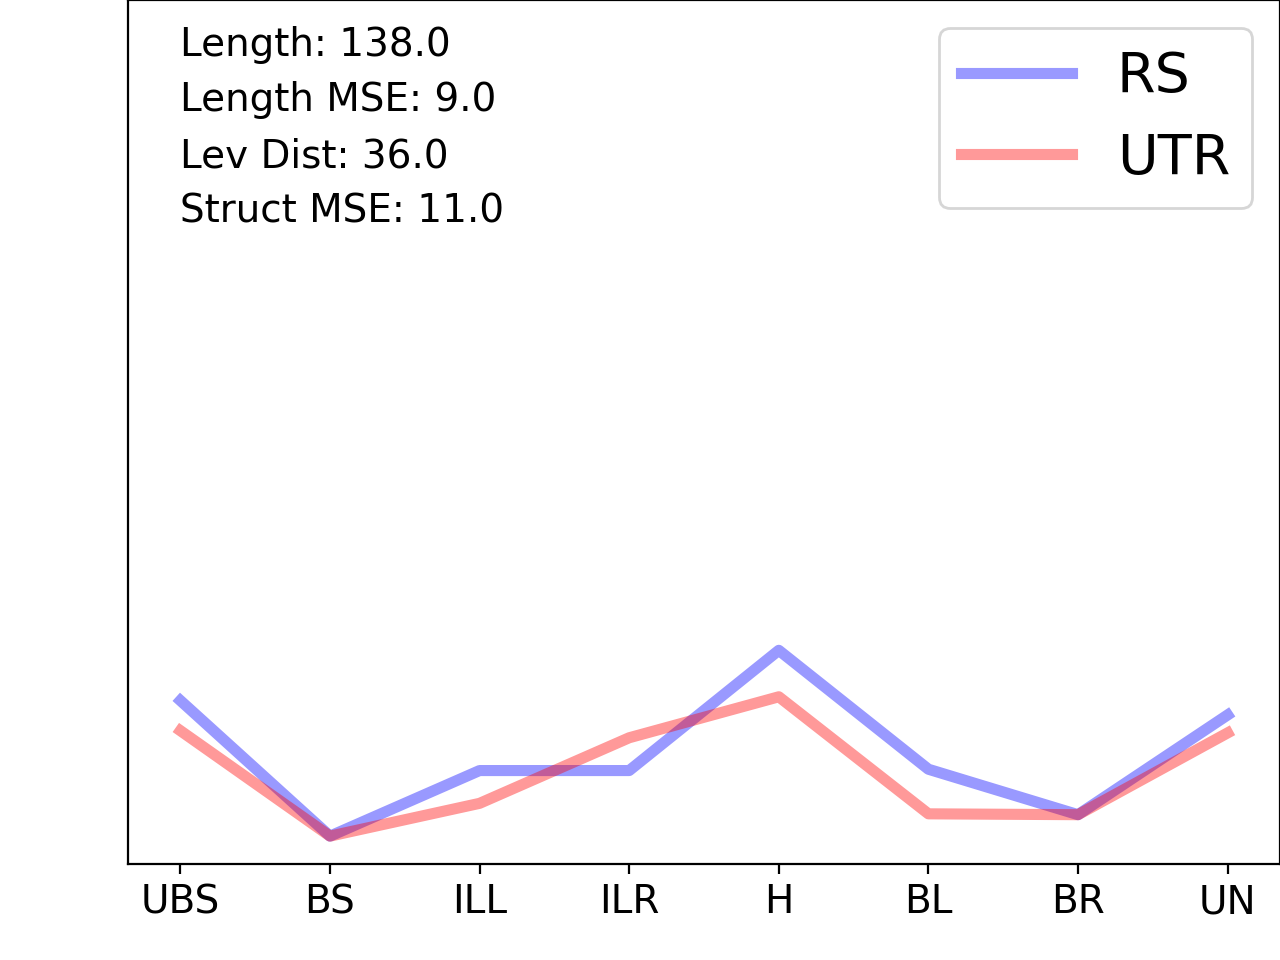 Length: 138.0
Length MSE: 9.0
Lev Dist: 36.0
Struct MSE: 11.0
RS
UTR
UBS BS ILL ILR H BL BR UN